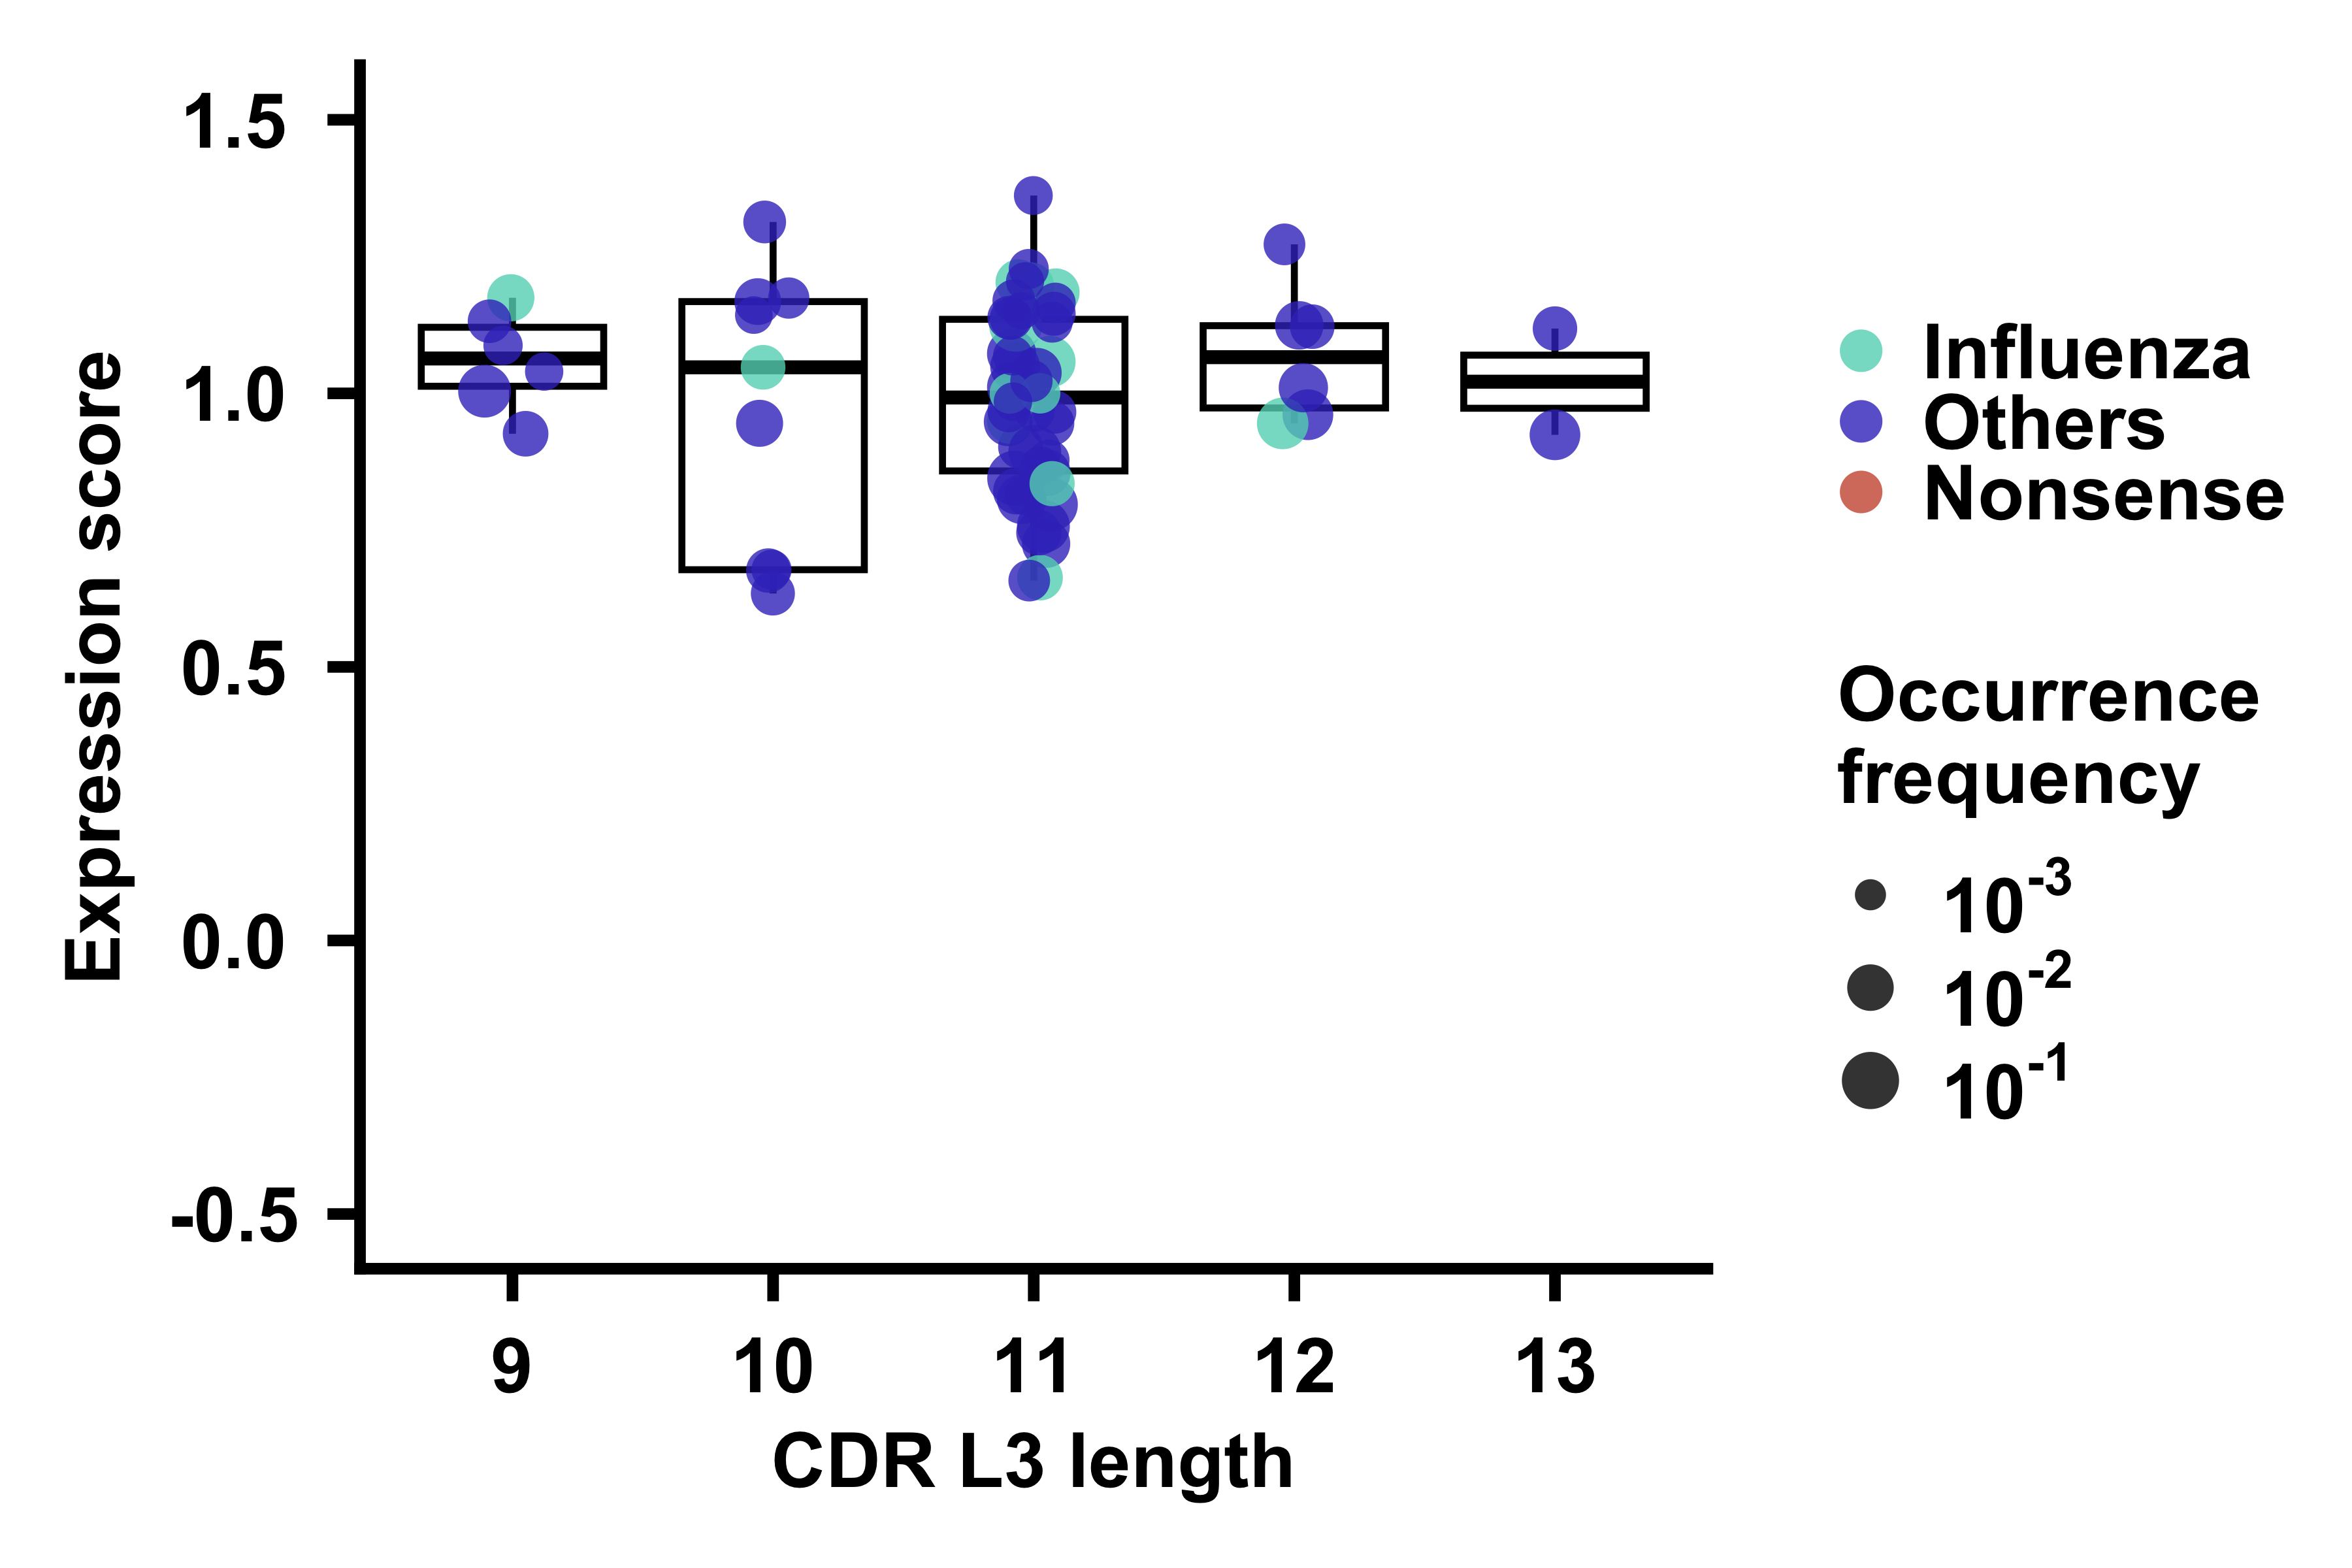 1.5
1.0
0.5
0.0
-0.5
Expression score
9
10
11
12
13
CDR L3 length
Influenza
Others
Nonsense
Occurrence
frequency
10-3
10-2
10-1